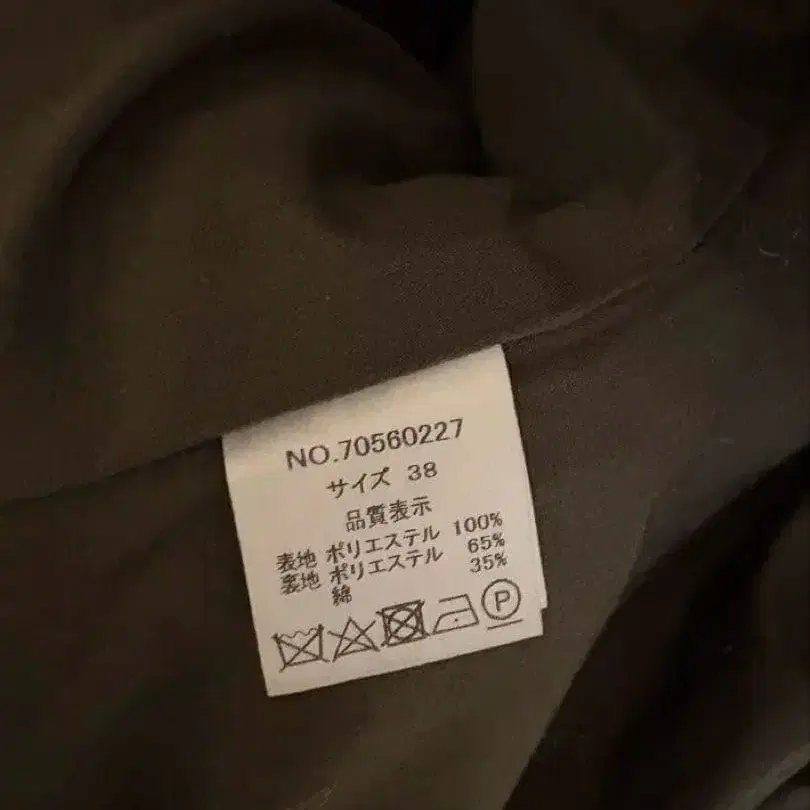 NO.70560227
サイズ 38
品質表示
表地 ポリエステル 100%
裏地 ポリエステル 65%
綿 35%
P